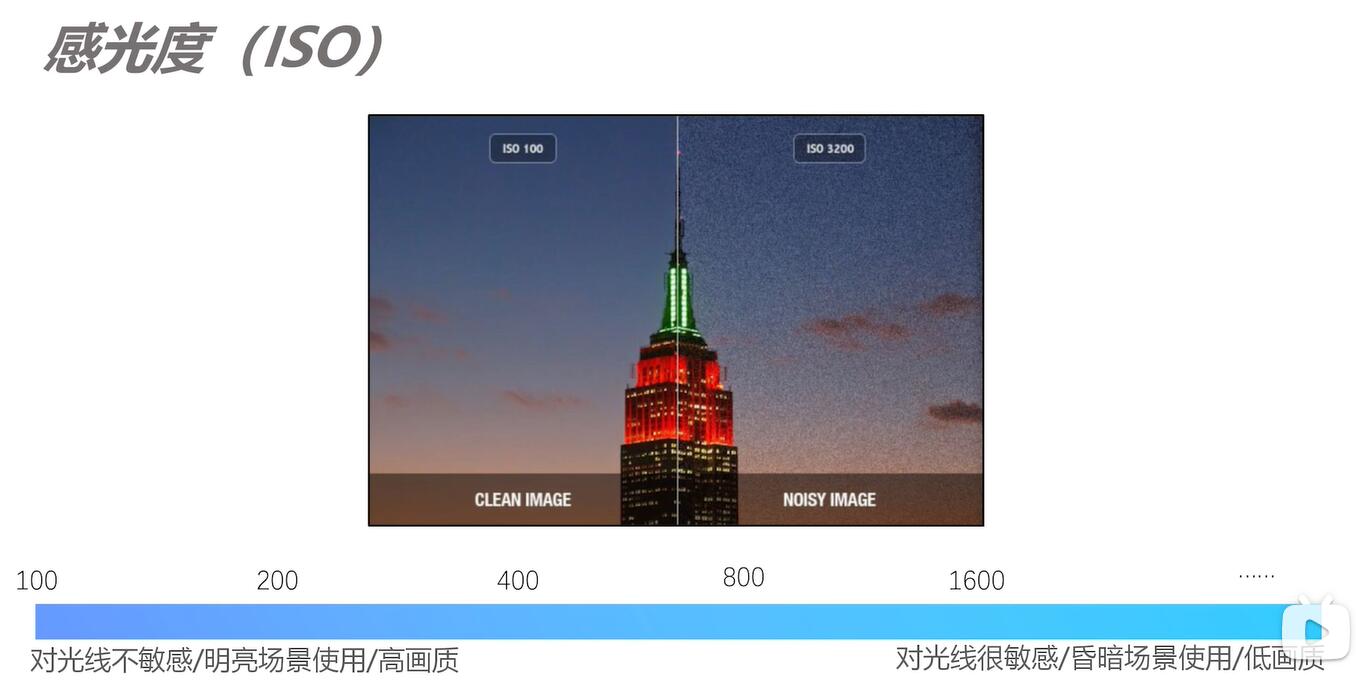 感光度（ISO）
ISO 100
ISO 3200
CLEAN IMAGE
NOISY IMAGE
100 200 400 800 1600 ……
对光线不敏感/明亮场景使用/高画质
对光线很敏感/昏暗场景使用/低画质